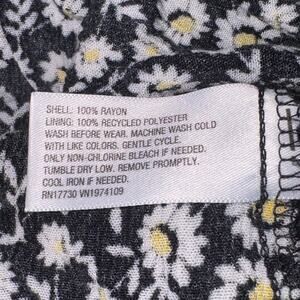 SHELL: 100% RAYON
LINING: 100% RECYCLED POLYESTER
WASH BEFORE WEAR. MACHINE WASH COLD
WITH LIKE COLORS. GENTLE CYCLE.
ONLY NON-CHLORINE BLEACH IF NEEDED.
TUMBLE DRY LOW. REMOVE PROMPTLY.
COOL IRON IF NEEDED.
RN17730 VN1974109